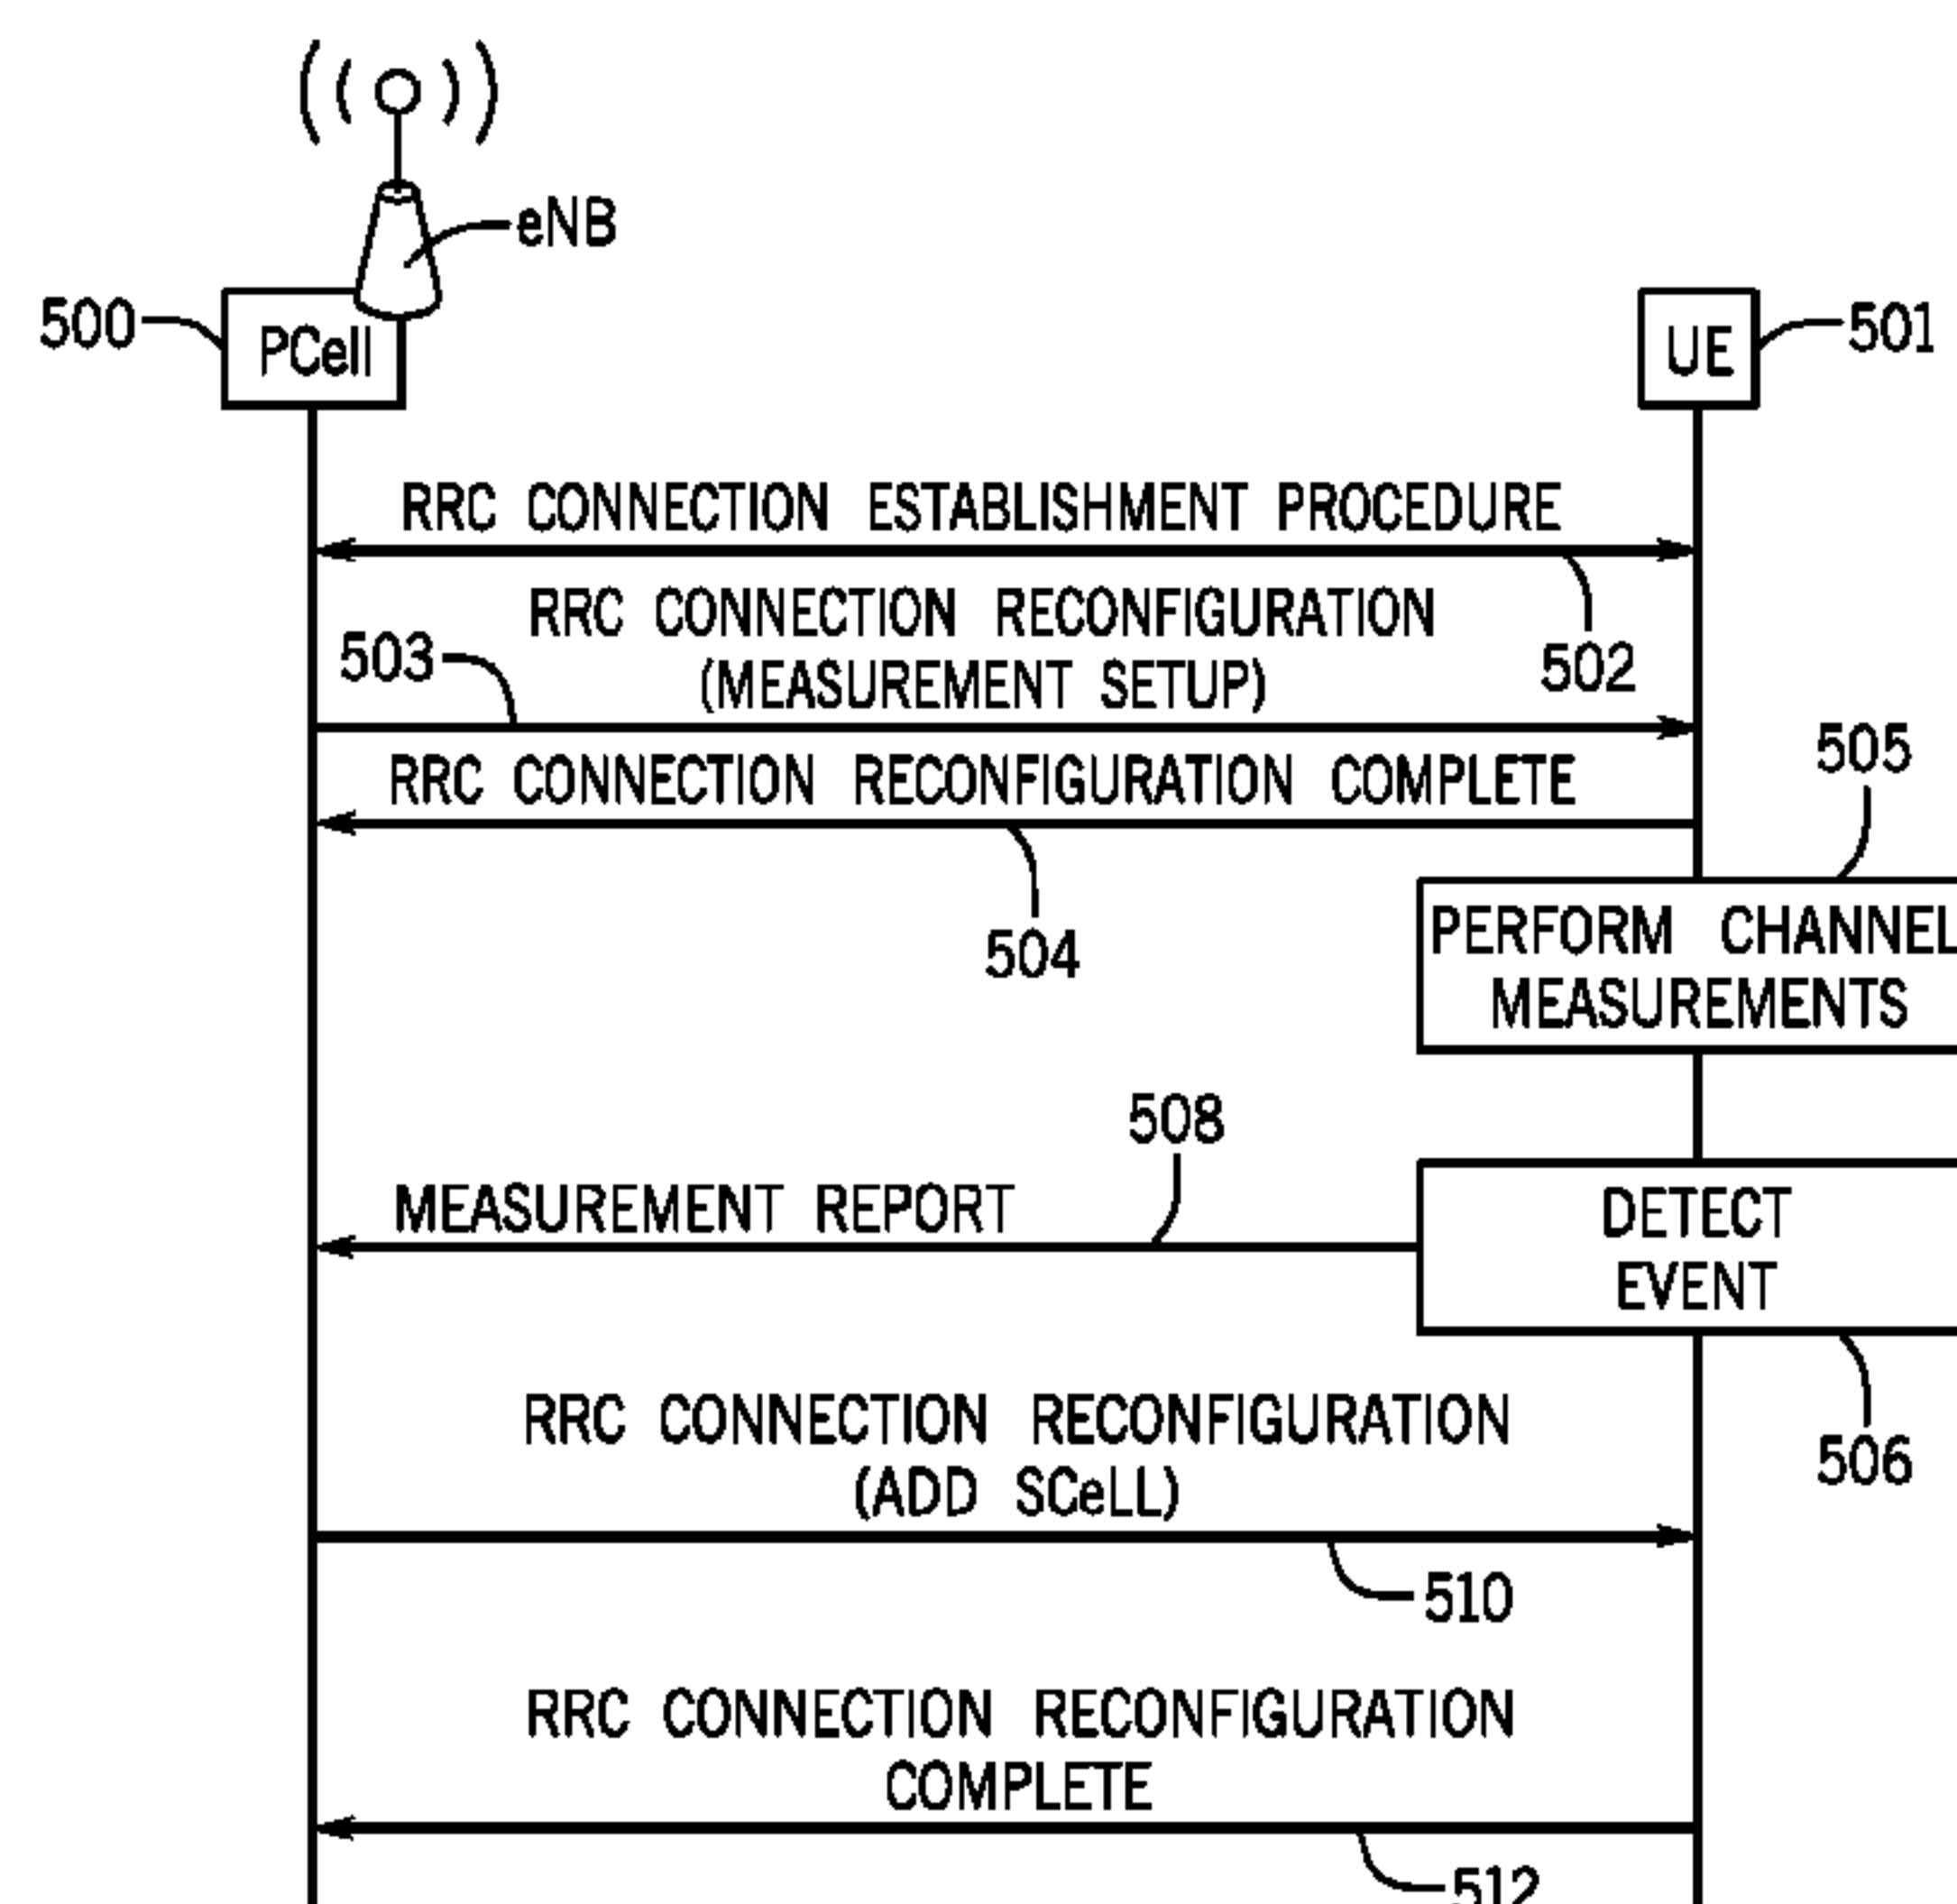 eNB
500
PCell
UE
501
RRC CONNECTION ESTABLISHMENT PROCEDURE
502
RRC CONNECTION RECONFIGURATION
(MEASUREMENT SETUP)
503
RRC CONNECTION RECONFIGURATION COMPLETE
504
505
PERFORM CHANNEL
MEASUREMENTS
508
MEASUREMENT REPORT
DETECT
EVENT
506
RRC CONNECTION RECONFIGURATION
(ADD SCeLL)
510
RRC CONNECTION RECONFIGURATION
COMPLETE
512